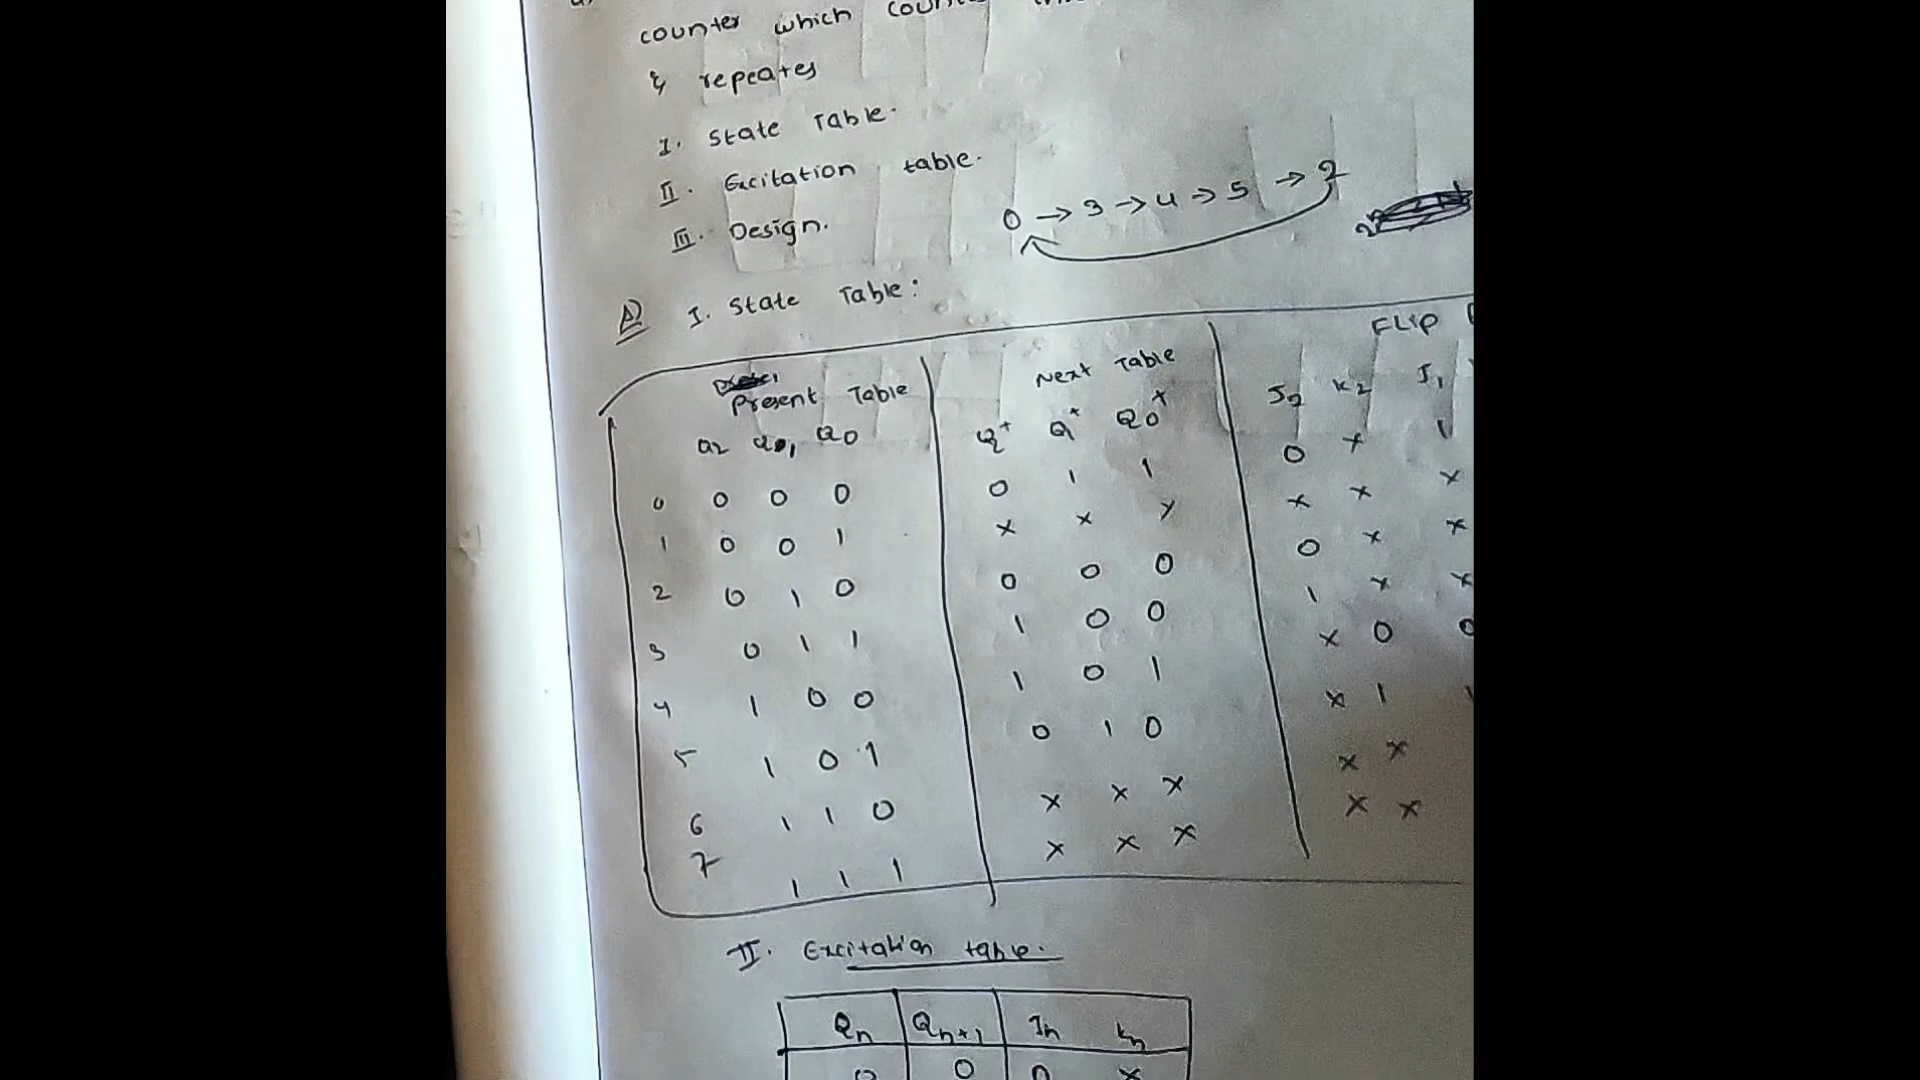 counter which
& repeates
I. State Table.
II. Excitation table.
III. Design.
0 → 3 → 4 → 5 → 2
A) I. State Table:
Present Table Next Table FLIP
Q2 Q1 Q0 Q+ Q+ Q0+ J2 K2 J1
0 0 0 0 0 1 1 0 x 1
1 0 0 1 x x x x x x
2 0 1 0 0 0 0 0 x x
3 0 1 1 1 0 0 1 x x
4 1 0 0 1 0 1 x 0 0
5 1 0 1 0 1 0 x 1 1
6 1 1 0 x x x x x
7 1 1 1 x x x x x
II. Excitation table.
Qn Qn+1 Jn Kn
0 0 0 x